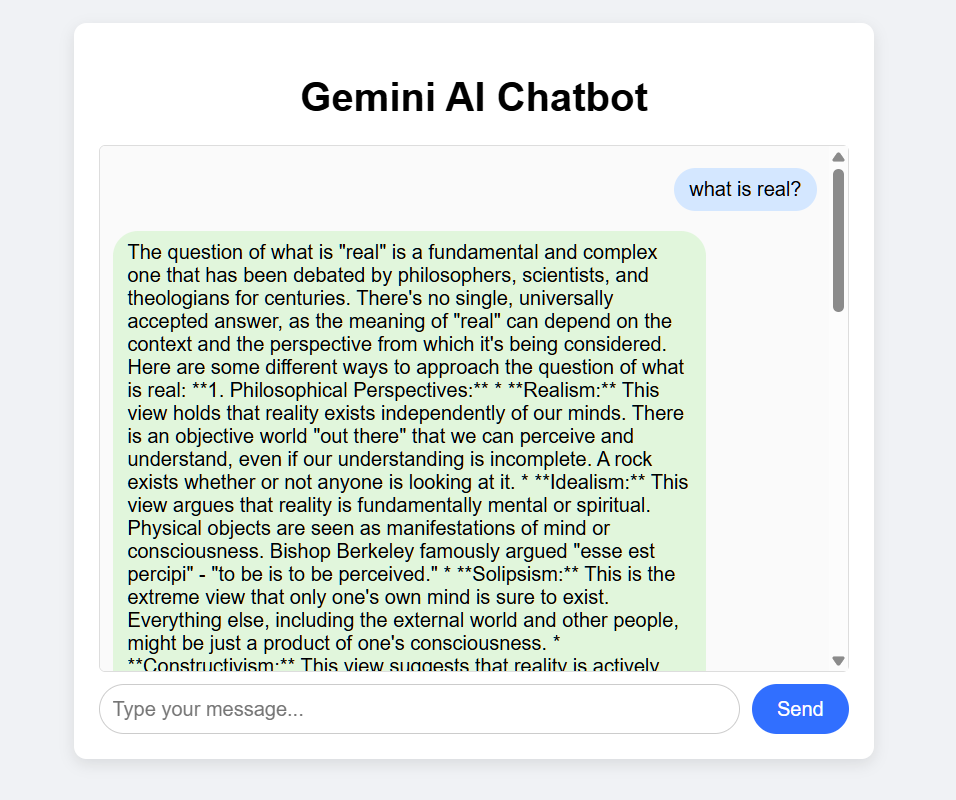 Gemini AI Chatbot
what is real?
The question of what is "real" is a fundamental and complex
one that has been debated by philosophers, scientists, and
theologians for centuries. There's no single, universally
accepted answer, as the meaning of "real" can depend on the
context and the perspective from which it's being considered.
Here are some different ways to approach the question of what
is real: **1. Philosophical Perspectives:** * **Realism:** This
view holds that reality exists independently of our minds. There
is an objective world "out there" that we can perceive and
understand, even if our understanding is incomplete. A rock
exists whether or not anyone is looking at it. * **Idealism:** This
view argues that reality is fundamentally mental or spiritual.
Physical objects are seen as manifestations of mind or
consciousness. Bishop Berkeley famously argued "esse est
percipi" - "to be is to be perceived." * **Solipsism:** This is the
extreme view that only one's own mind is sure to exist.
Everything else, including the external world and other people,
might be just a product of one's consciousness. *
**Constructivism:** This view suggests that reality is actively
Type your message...
Send